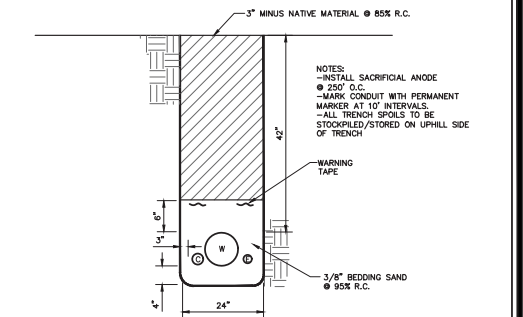 3" MINUS NATIVE MATERIAL @ 85% R.C.
NOTES:
-INSTALL SACRIFICIAL ANODE
@ 250' O.C.
-MARK CONDUIT WITH PERMANENT
MARKER AT 10' INTERVALS.
-ALL TRENCH SPOILS TO BE
STOCKPILED/STORED ON UPHILL SIDE
OF TRENCH
42"
WARNING
TAPE
6"
3"
W
C
E
3/8" BEDDING SAND
@ 95% R.C.
4"
24"